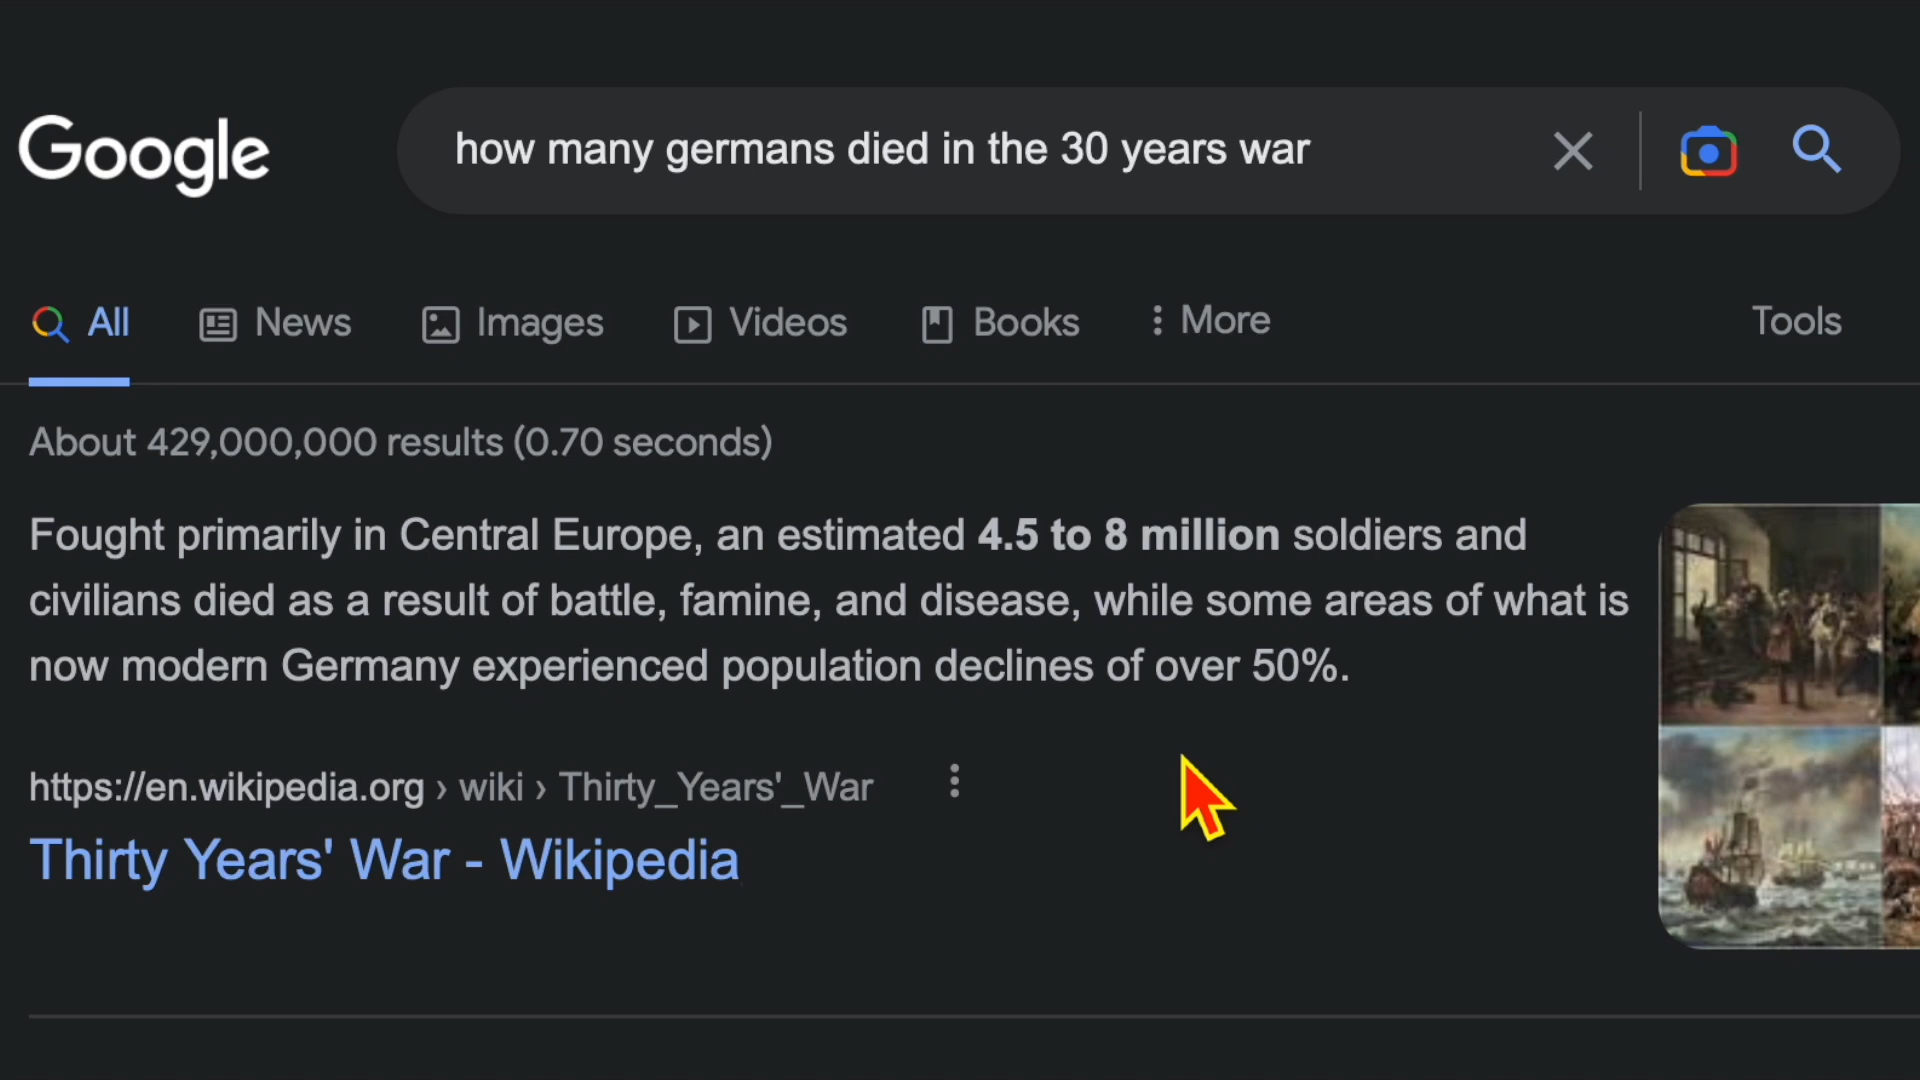 Google
how many germans died in the 30 years war
All News Images Videos Books More Tools
About 429,000,000 results (0.70 seconds)
Fought primarily in Central Europe, an estimated 4.5 to 8 million soldiers and
civilians died as a result of battle, famine, and disease, while some areas of what is
now modern Germany experienced population declines of over 50%.
https://en.wikipedia.org › wiki › Thirty_Years'_War
Thirty Years' War - Wikipedia